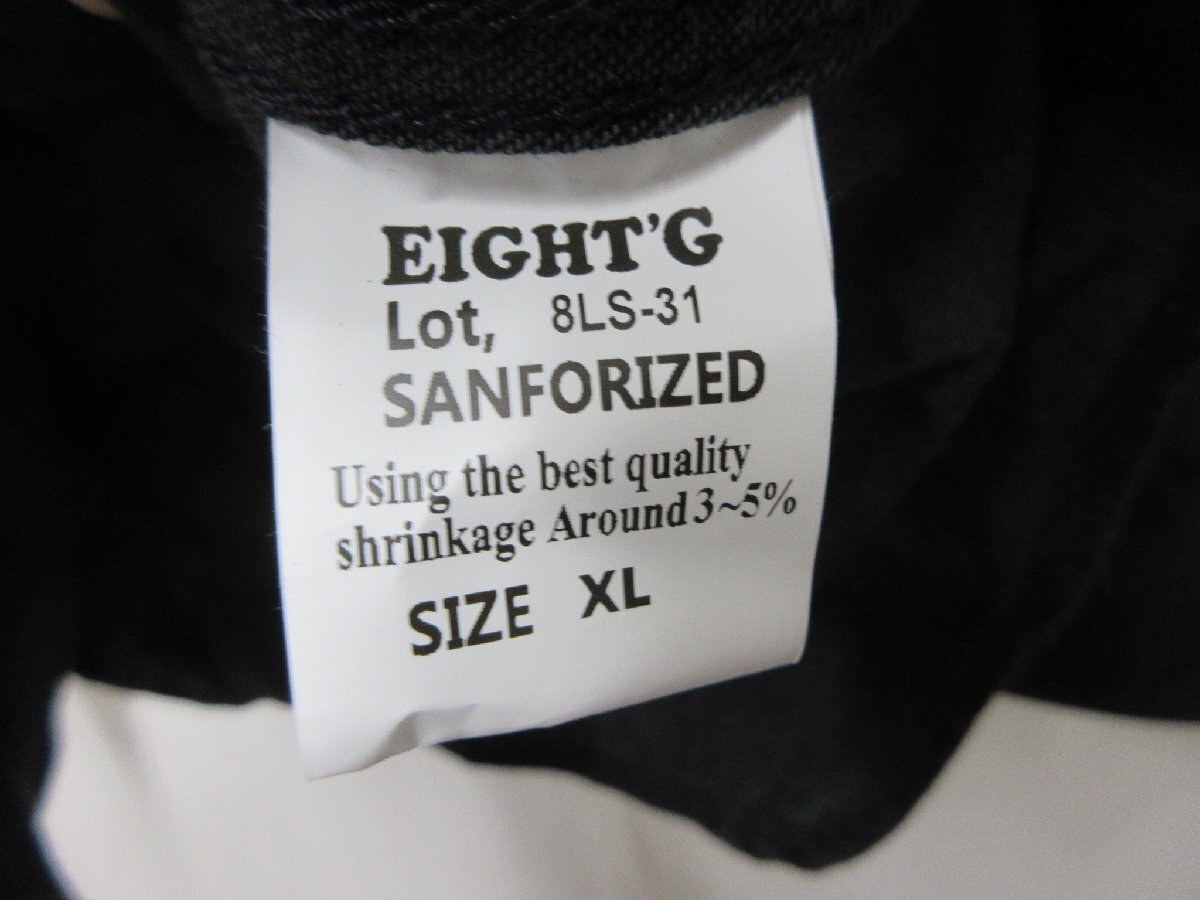 EIGHT'G
Lot, 8LS-31
SANFORIZED
Using the best quality
shrinkage Around 3~5%
SIZE XL